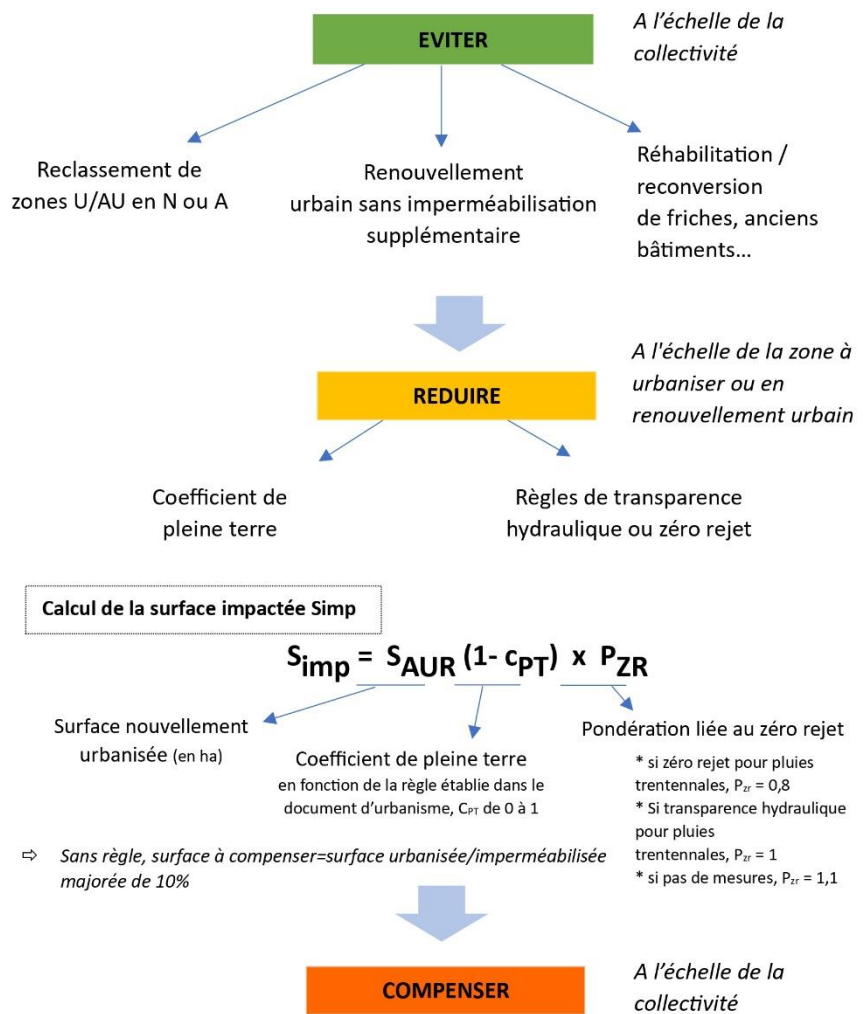 EVITER
A l’échelle de la
collectivité
Reclassement de
zones U/AU en N ou A
Renouvellement
urbain sans imperméabilisation
supplémentaire
Réhabilitation /
reconversion
de friches, anciens
bâtiments…
A l'échelle de la zone à
urbaniser ou en
renouvellement urbain
REDUIRE
Coefficient de
pleine terre
Règles de transparence
hydraulique ou zéro rejet
Calcul de la surface impactée Simp
Simp = SAUR (1- cPT) x PZR
Surface nouvellement
urbanisée (en ha)
Coefficient de pleine terre
en fonction de la règle établie dans le
document d’urbanisme, CPT de 0 à 1
Pondération liée au zéro rejet
* si zéro rejet pour pluies
trentennales, Pzr = 0,8
* Si transparence hydraulique
pour pluies
trentennales, Pzr = 1
* si pas de mesures, Pzr = 1,1
⇨ Sans règle, surface à compenser=surface urbanisée/imperméabilisée
majorée de 10%
COMPENSER
A l’échelle de la
collectivité